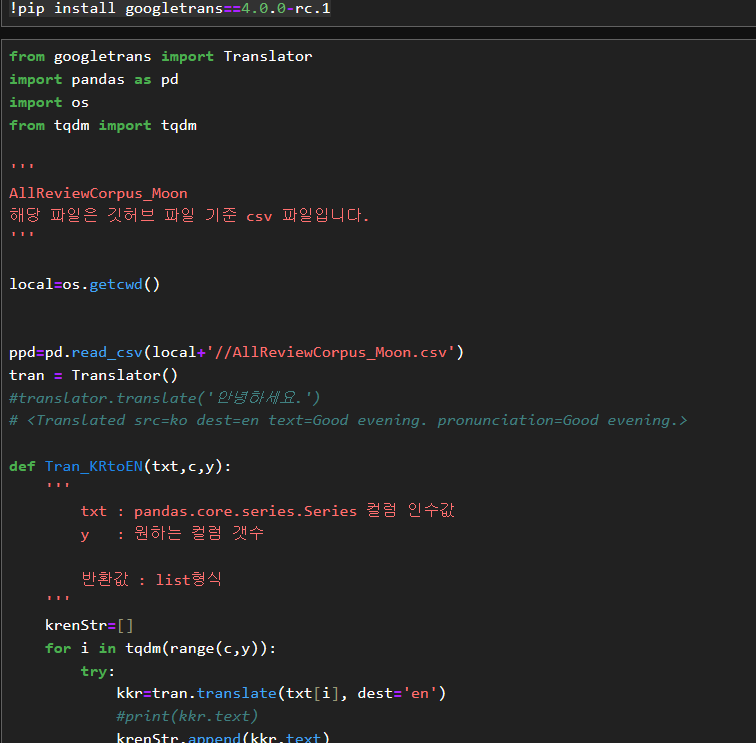 !pip install googletrans==4.0.0-rc.1
from googletrans import Translator
import pandas as pd
import os
from tqdm import tqdm
'''
AllReviewCorpus_Moon
해당 파일은 깃허브 파일 기준 csv 파일입니다.
'''
local=os.getcwd()
ppd=pd.read_csv(local+'//AllReviewCorpus_Moon.csv')
tran = Translator()
#translator.translate('안녕하세요.')
# <Translated src=ko dest=en text=Good evening. pronunciation=Good evening.>
def Tran_KRtoEN(txt,c,y):
'''
txt : pandas.core.series.Series 컬럼 인수값
y   : 원하는 컬럼 갯수
반환값 : list형식
'''
krenStr=[]
for i in tqdm(range(c,y)):
try:
kkr=tran.translate(txt[i], dest='en')
#print(kkr.text)
krenStr.append(kkr.text)